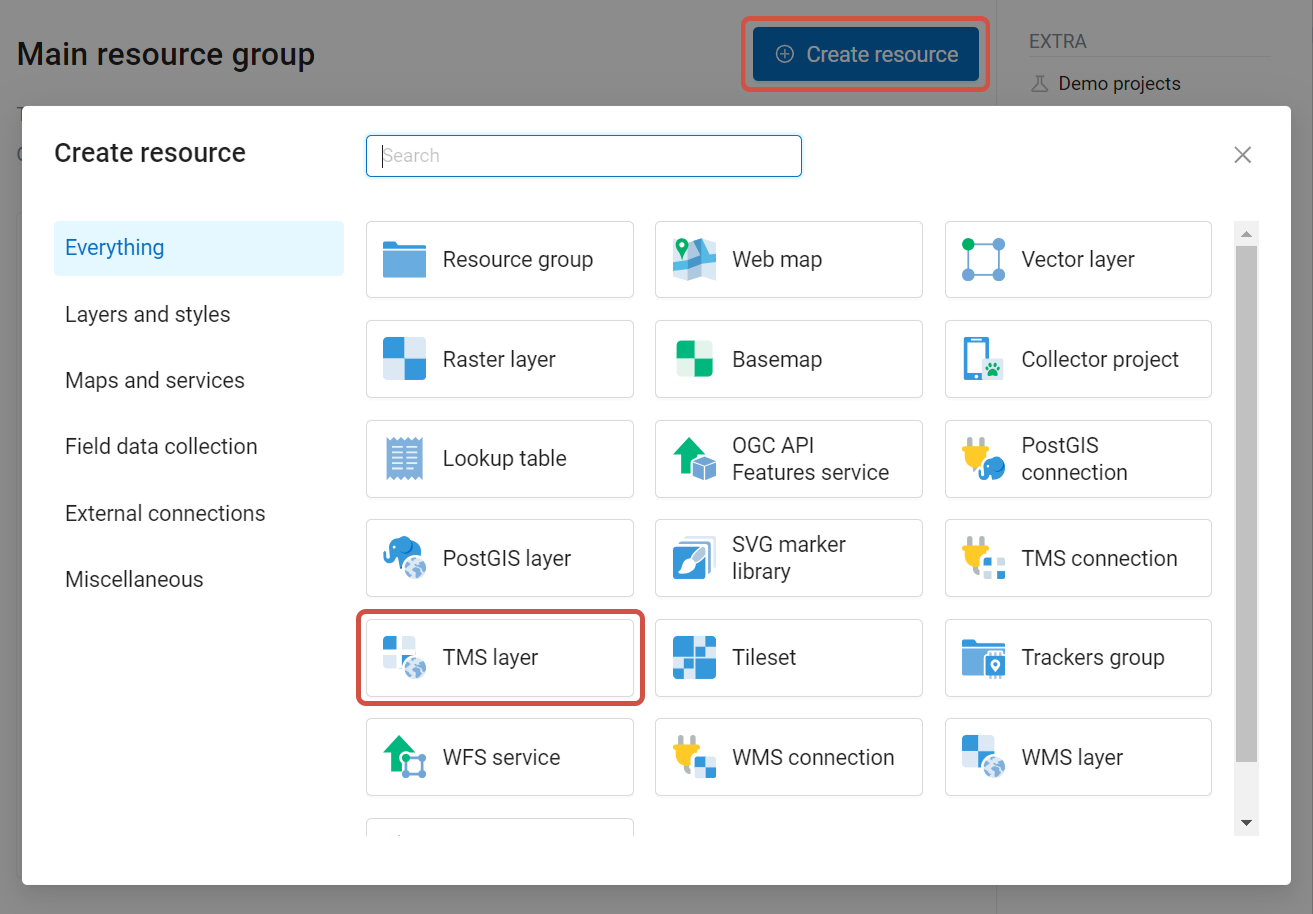 Main resource group
Create resource
EXTRA
Demo projects
Create resource
Search
Everything
Layers and styles
Maps and services
Field data collection
External connections
Miscellaneous
Resource group
Web map
Vector layer
Raster layer
Basemap
Collector project
Lookup table
OGC API
Features service
PostGIS
connection
PostGIS layer
SVG marker
library
TMS connection
TMS layer
Tileset
Trackers group
WFS service
WMS connection
WMS layer